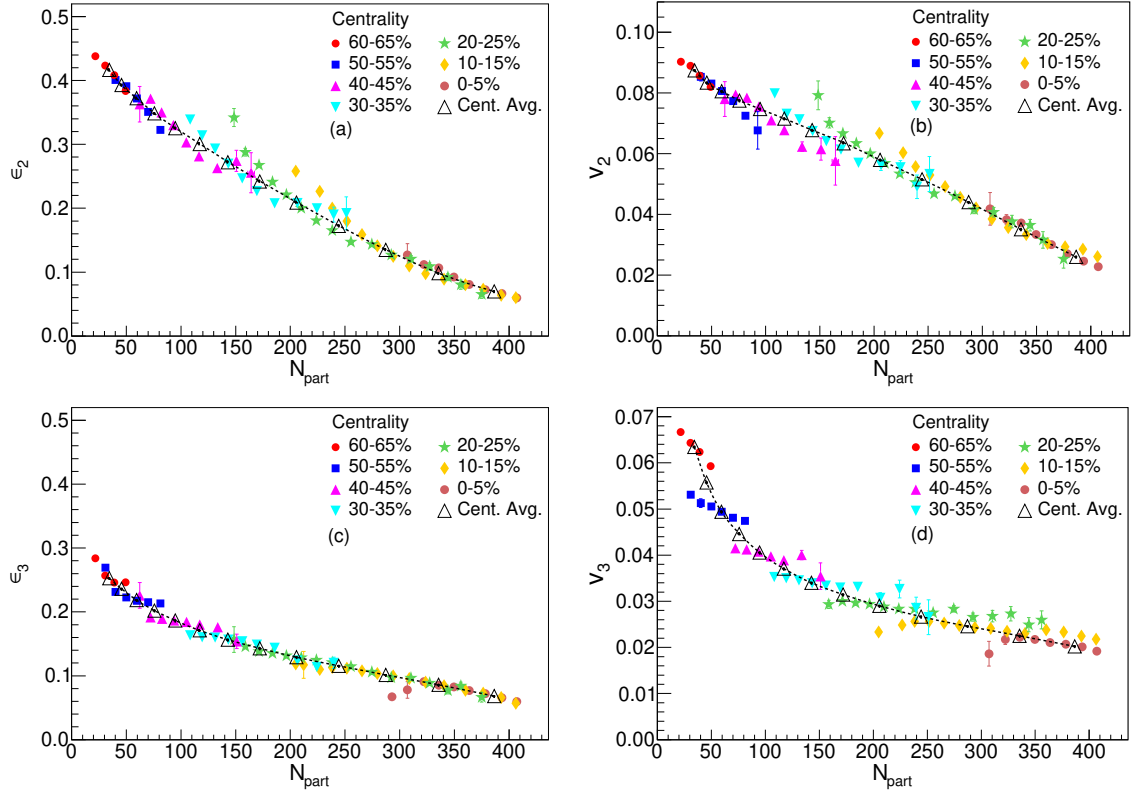 0.5
0.4
0.3
0.2
0.1
0.0
ϵ2
Centrality
60-65%
50-55%
40-45%
30-35%
20-25%
10-15%
0-5%
Cent. Avg.
(a)
0 50 100 150 200 250 300 350 400
Npart
0.10
0.08
0.06
0.04
0.02
0.00
v2
Centrality
60-65%
50-55%
40-45%
30-35%
20-25%
10-15%
0-5%
Cent. Avg.
(b)
0 50 100 150 200 250 300 350 400
Npart
0.5
0.4
0.3
0.2
0.1
0.0
ϵ3
Centrality
60-65%
50-55%
40-45%
30-35%
20-25%
10-15%
0-5%
Cent. Avg.
(c)
0 50 100 150 200 250 300 350 400
Npart
0.07
0.06
0.05
0.04
0.03
0.02
0.01
0.00
v3
Centrality
60-65%
50-55%
40-45%
30-35%
20-25%
10-15%
0-5%
Cent. Avg.
(d)
0 50 100 150 200 250 300 350 400
Npart